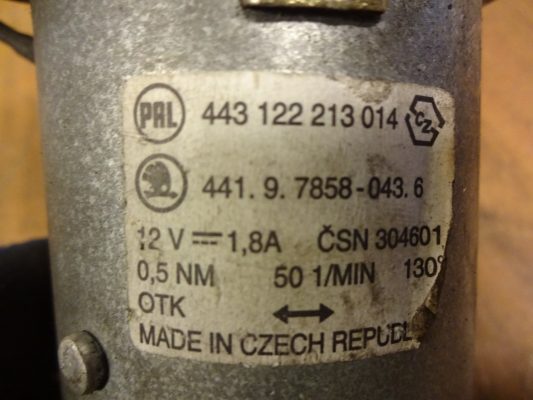 PAL 443 122 213 014 CZ
441. 9. 7858-043. 6
12 V 1,8A ČSN 304601
0,5 NM 50 1/MIN 130°
OTK
MADE IN CZECH REPUBL